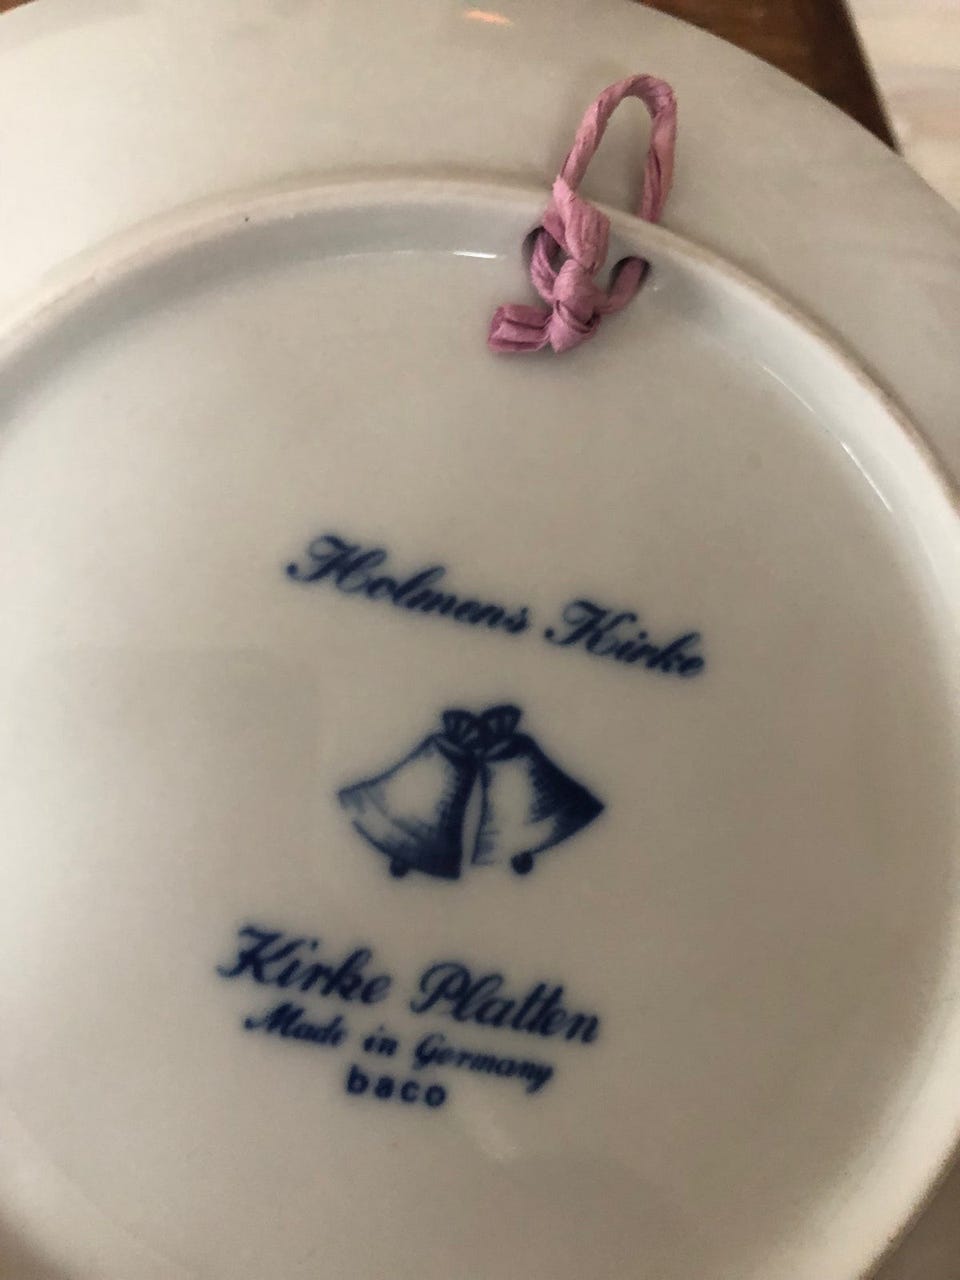 Holmens Kirke
Kirke Platten
Made in Germany
baco